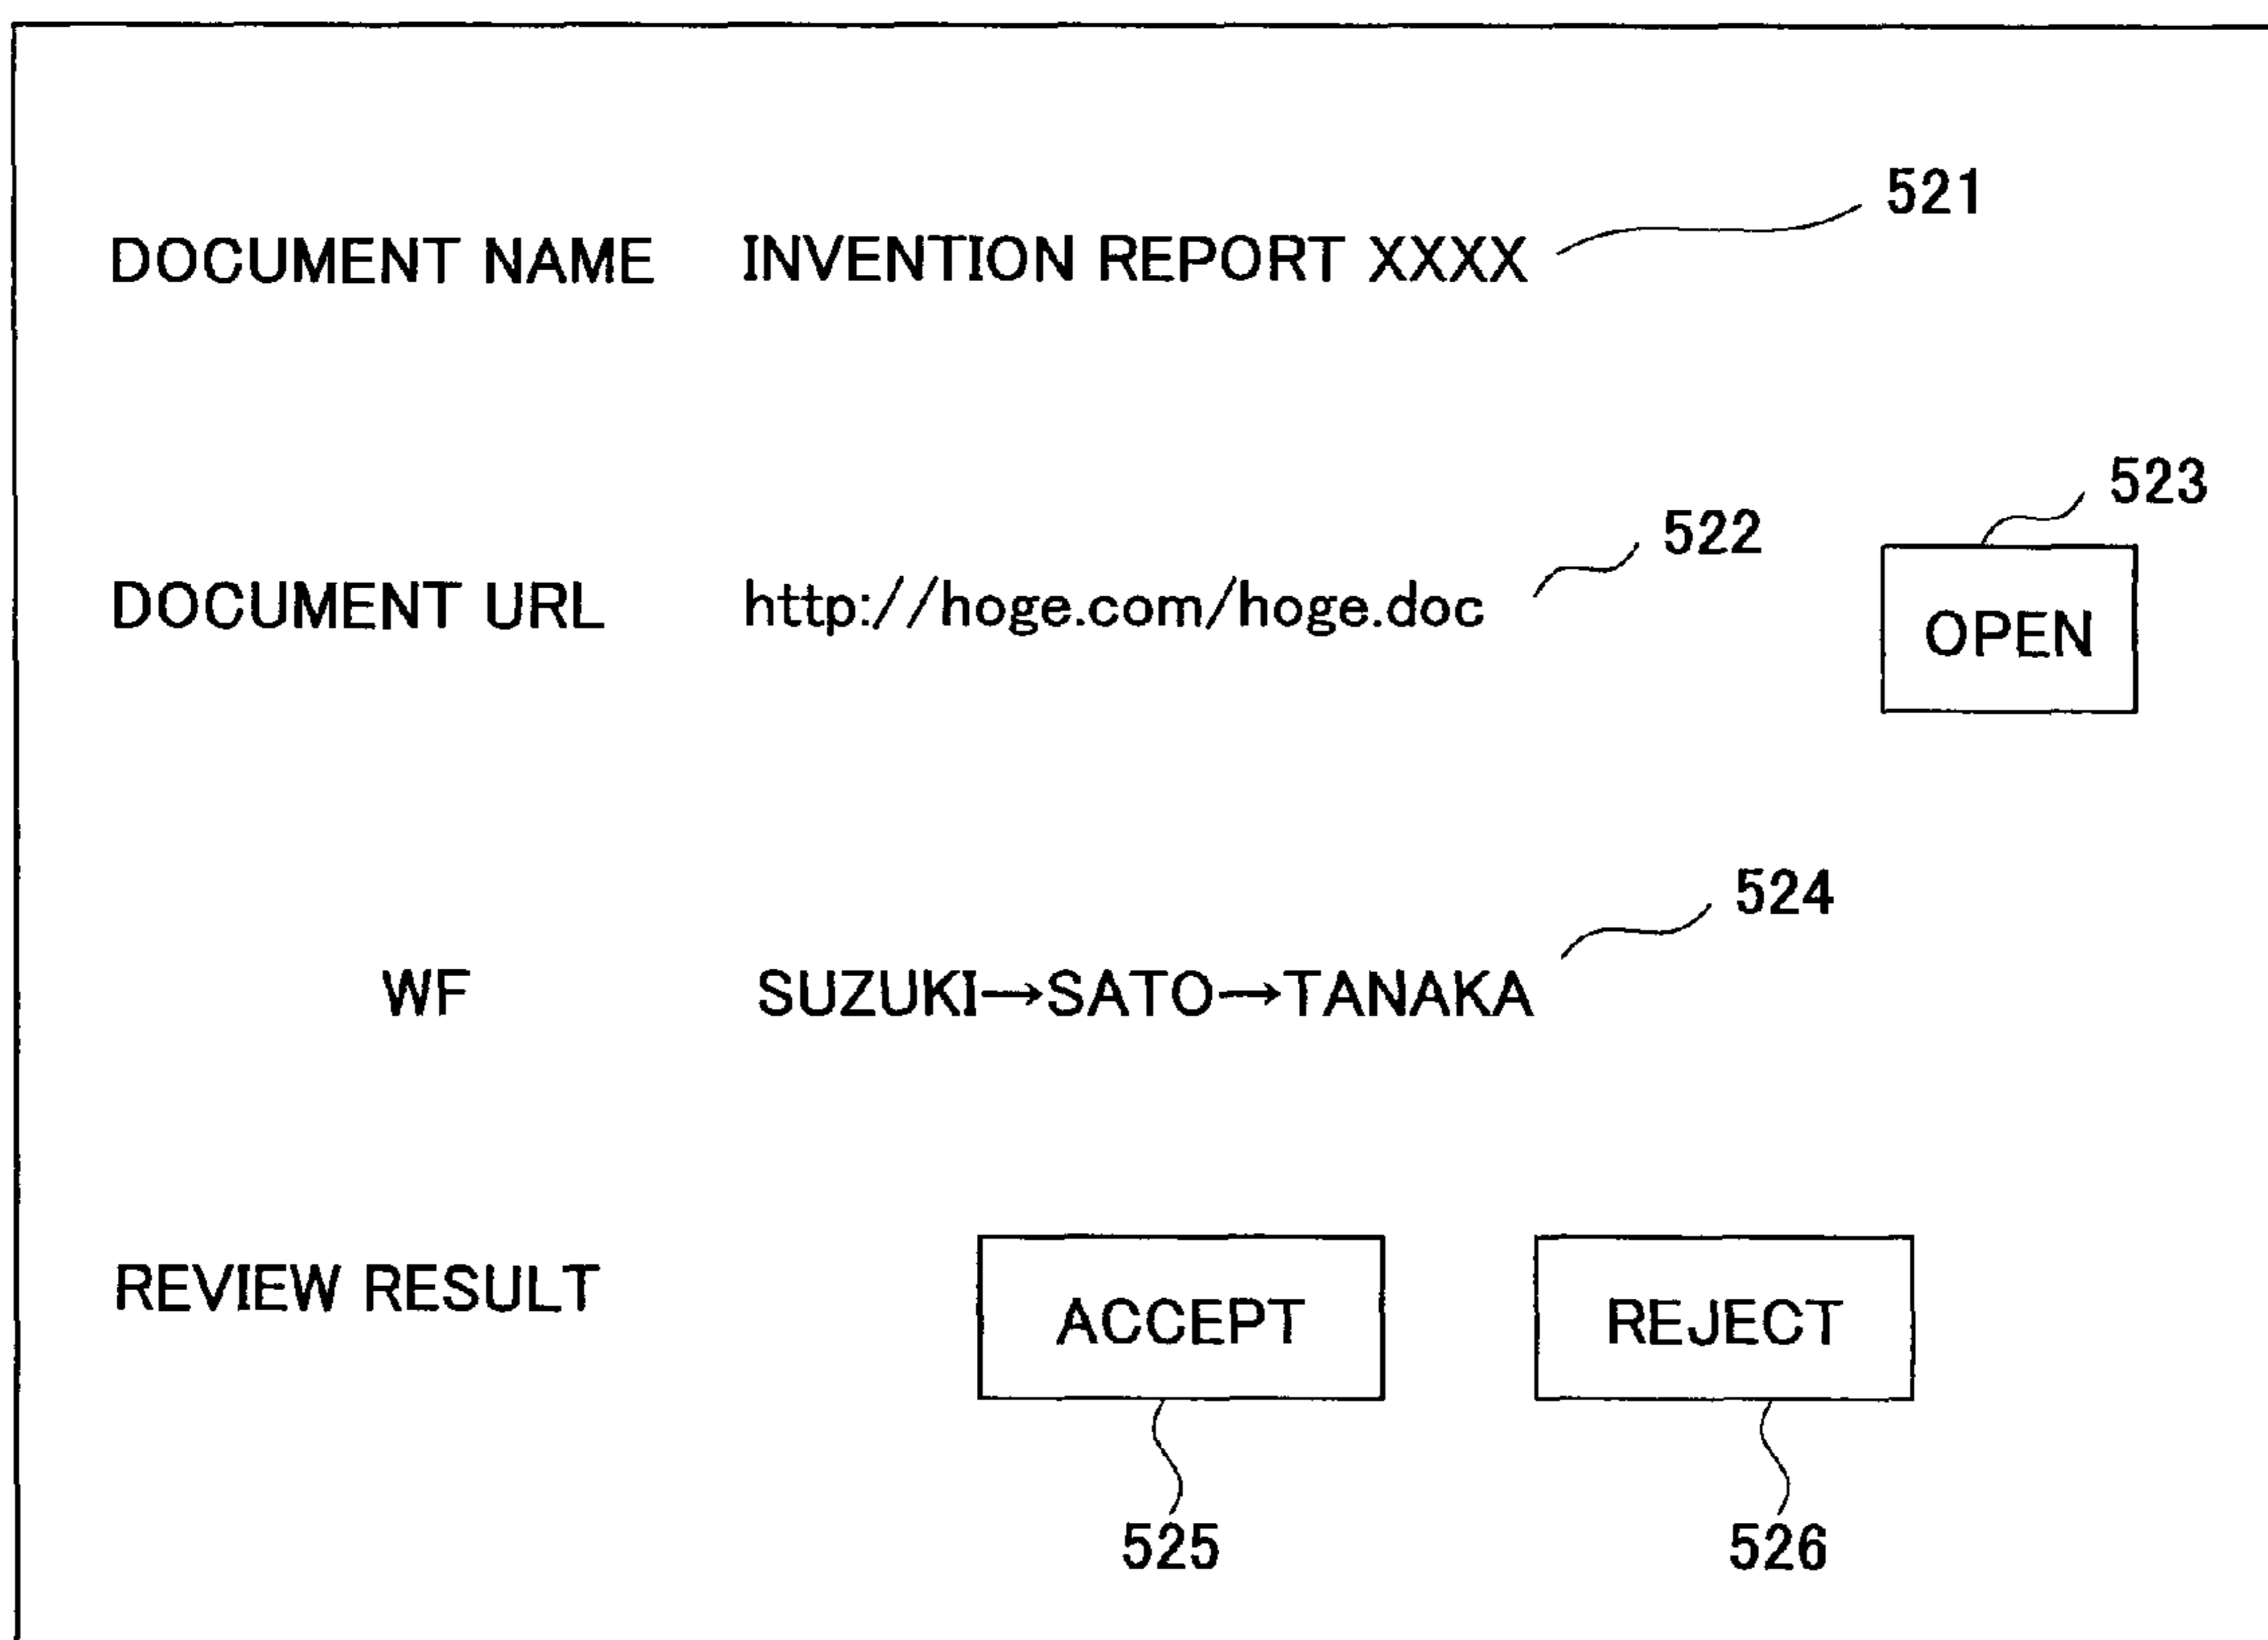 521
DOCUMENT NAME INVENTION REPORT XXXX
523
522
DOCUMENT URL http://hoge.com/hoge.doc
OPEN
524
WF SUZUKI→SATO→TANAKA
REVIEW RESULT
ACCEPT REJECT
525 526